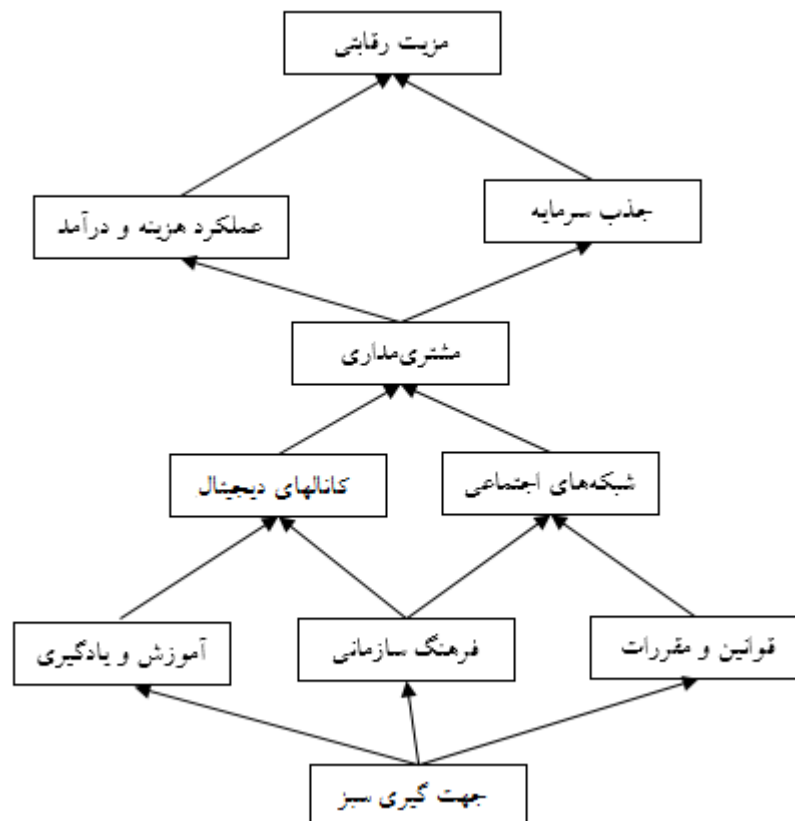 مزیت رقابتی
جذب سرمایه
عملکرد هزینه و درآمد
مشتری‌مداری
شبکه‌های اجتماعی
کانالهای دیجیتال
قوانین و مقررات
فرهنگ سازمانی
آموزش و یادگیری
جهت گیری سبز